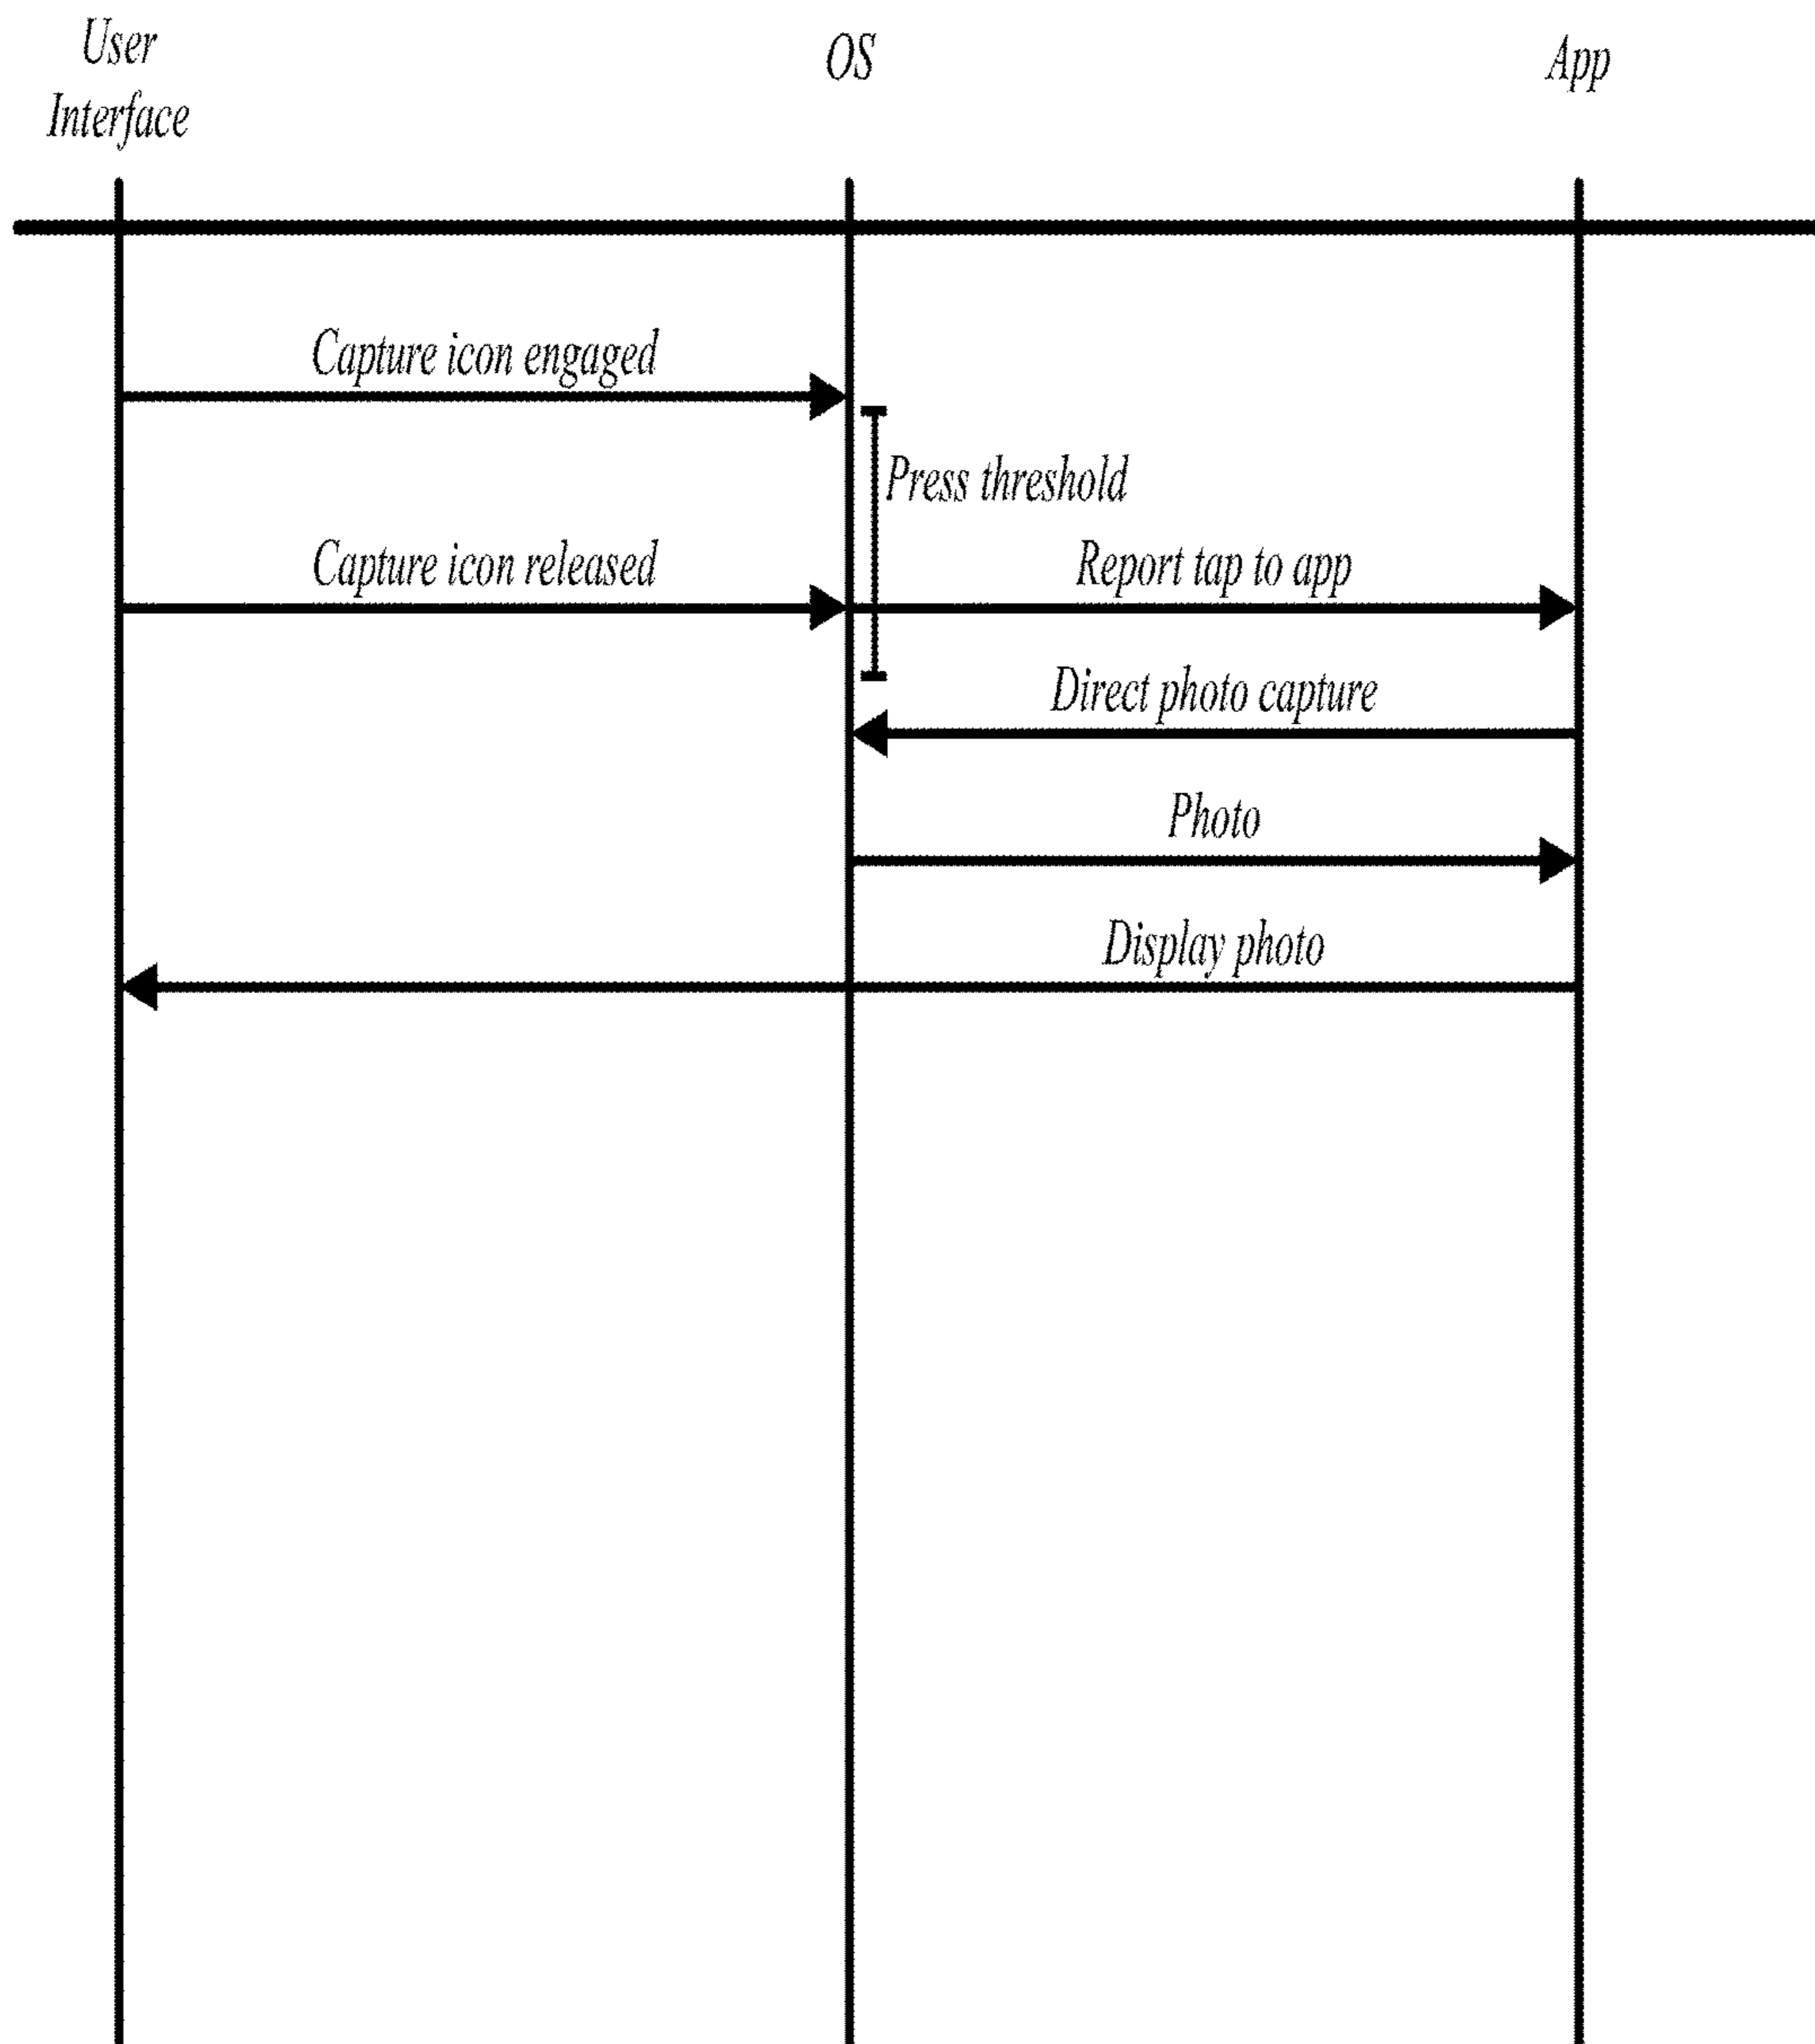 User
Interface
OS
App
Capture icon engaged
Press threshold
Capture icon released
Report tap to app
Direct photo capture
Photo
Display photo